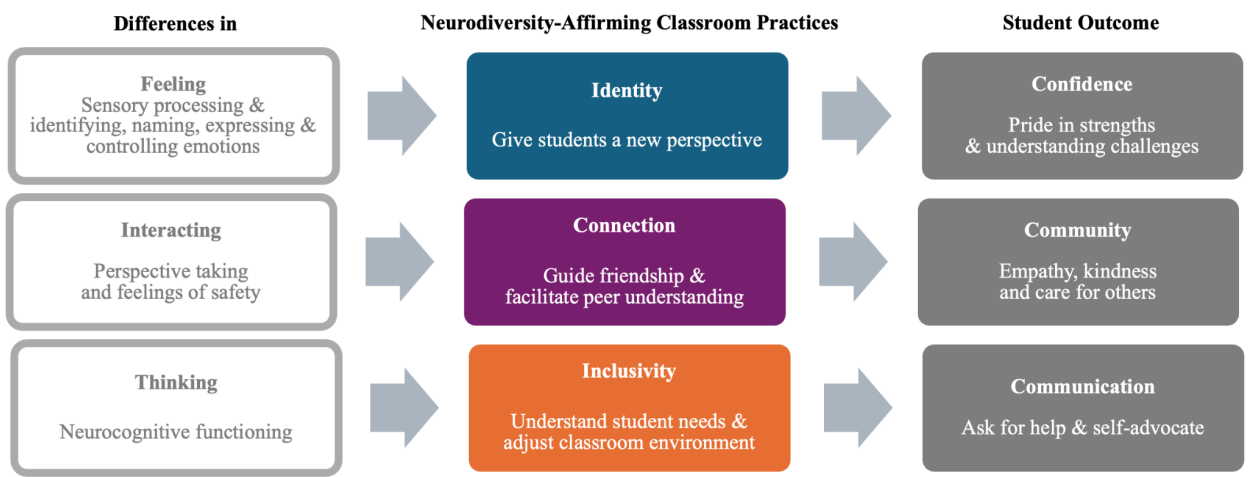 Differences in
Neurodiversity-Affirming Classroom Practices
Student Outcome
Feeling
Sensory processing &
identifying, naming, expressing &
controlling emotions
Identity
Give students a new perspective
Confidence
Pride in strengths
& understanding challenges
Interacting
Perspective taking
and feelings of safety
Connection
Guide friendship &
facilitate peer understanding
Community
Empathy, kindness
and care for others
Thinking
Neurocognitive functioning
Inclusivity
Understand student needs &
adjust classroom environment
Communication
Ask for help & self-advocate